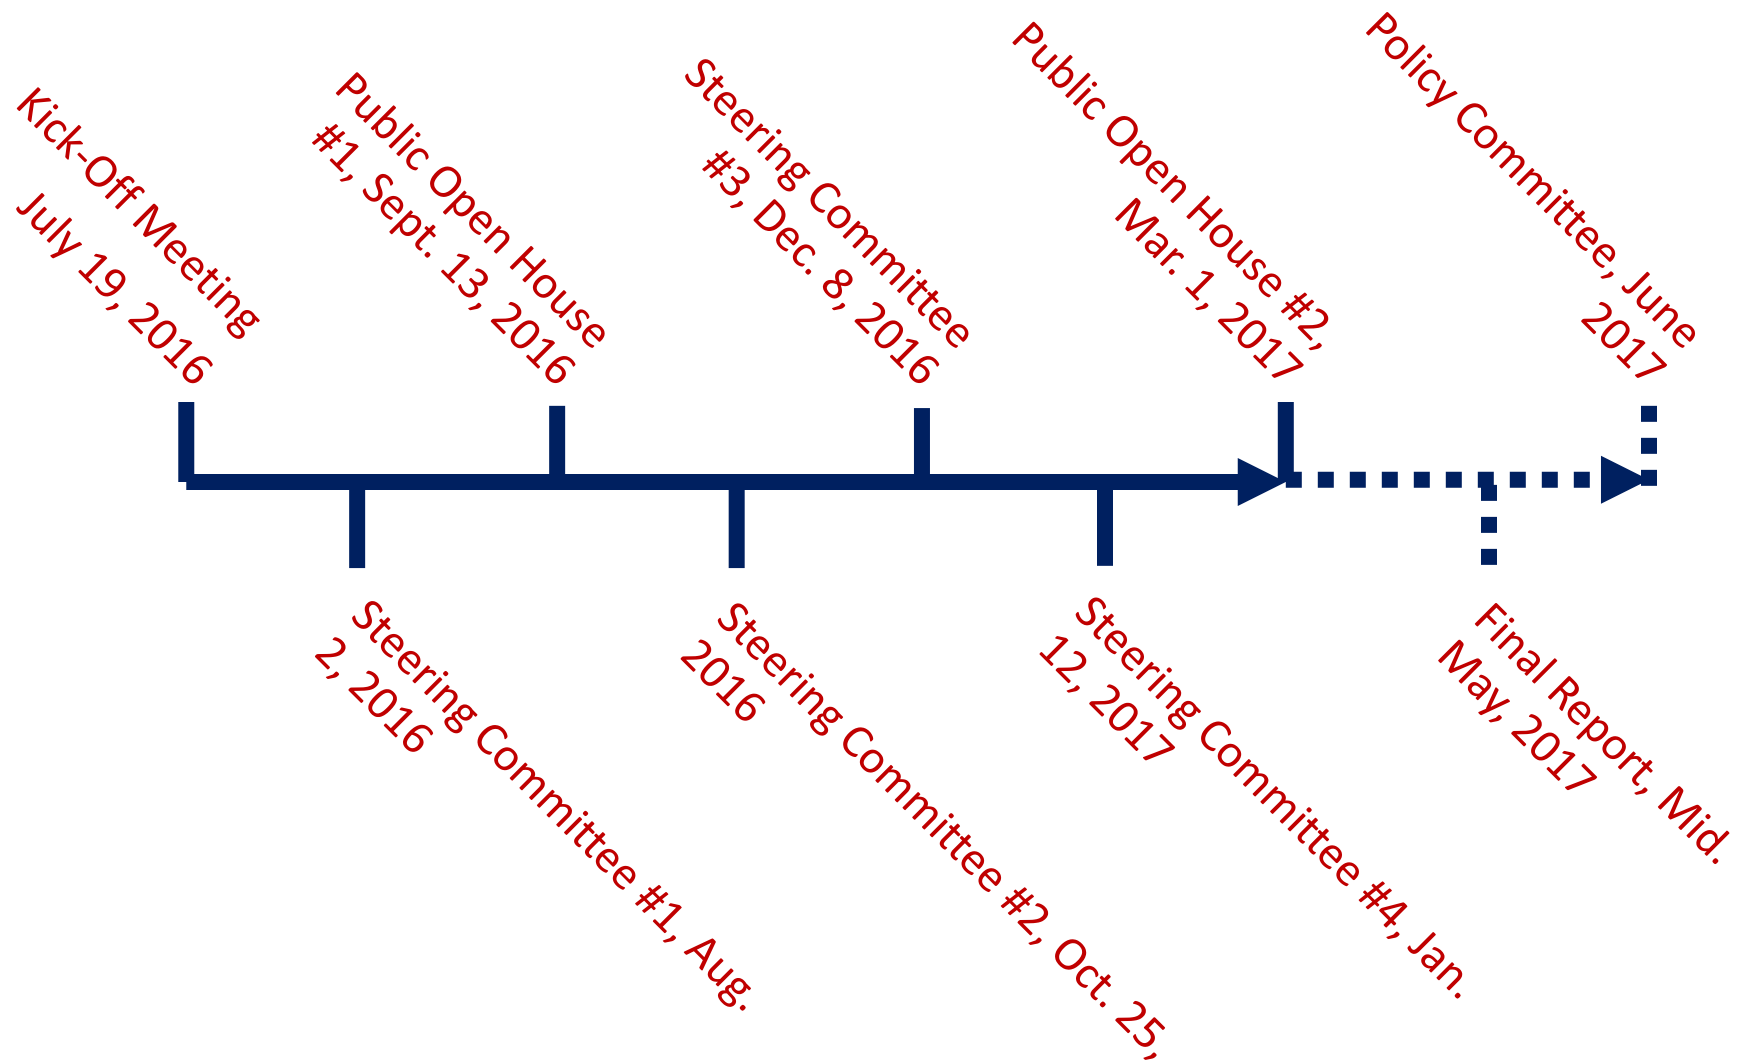 Kick-Off Meeting
July 19, 2016
Public Open House
#1, Sept. 13, 2016
Steering Committee
#3, Dec. 8, 2016
Public Open House #2,
Mar. 1, 2017
Policy Committee, June
2017
Steering Committee #1, Aug.
2, 2016
Steering Committee #2, Oct. 25,
2016
Steering Committee #4, Jan.
12, 2017
Final Report, Mid.
May, 2017